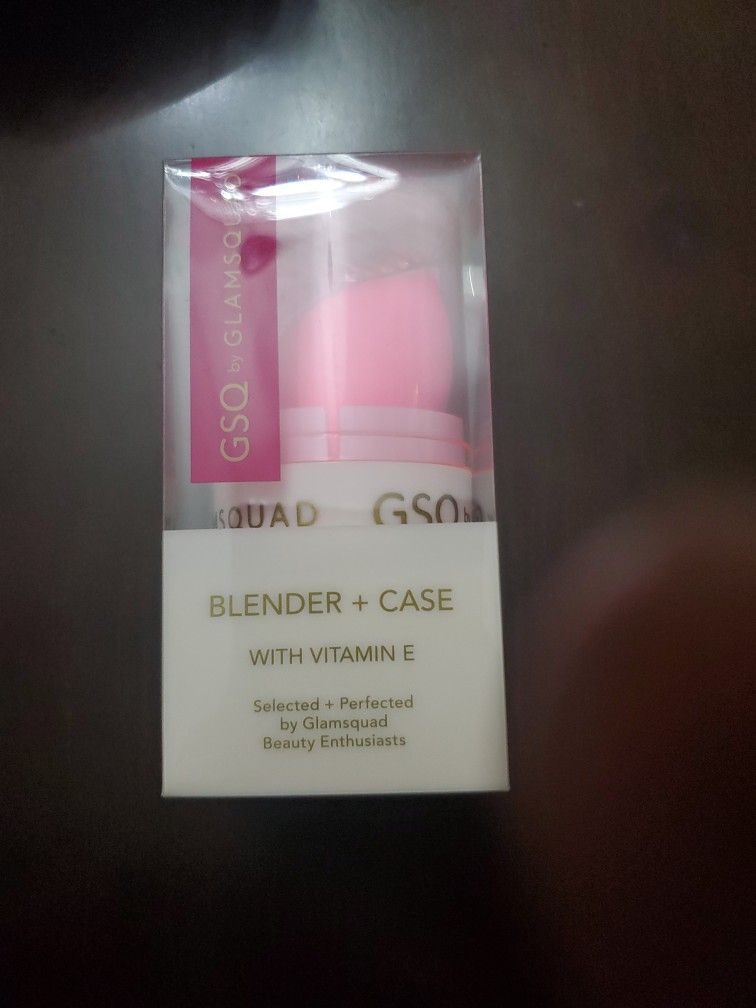 GSQ by GLAMSQUAD
SQUAD GSQ
BLENDER + CASE
WITH VITAMIN E
Selected + Perfected
by Glamsquad
Beauty Enthusiasts